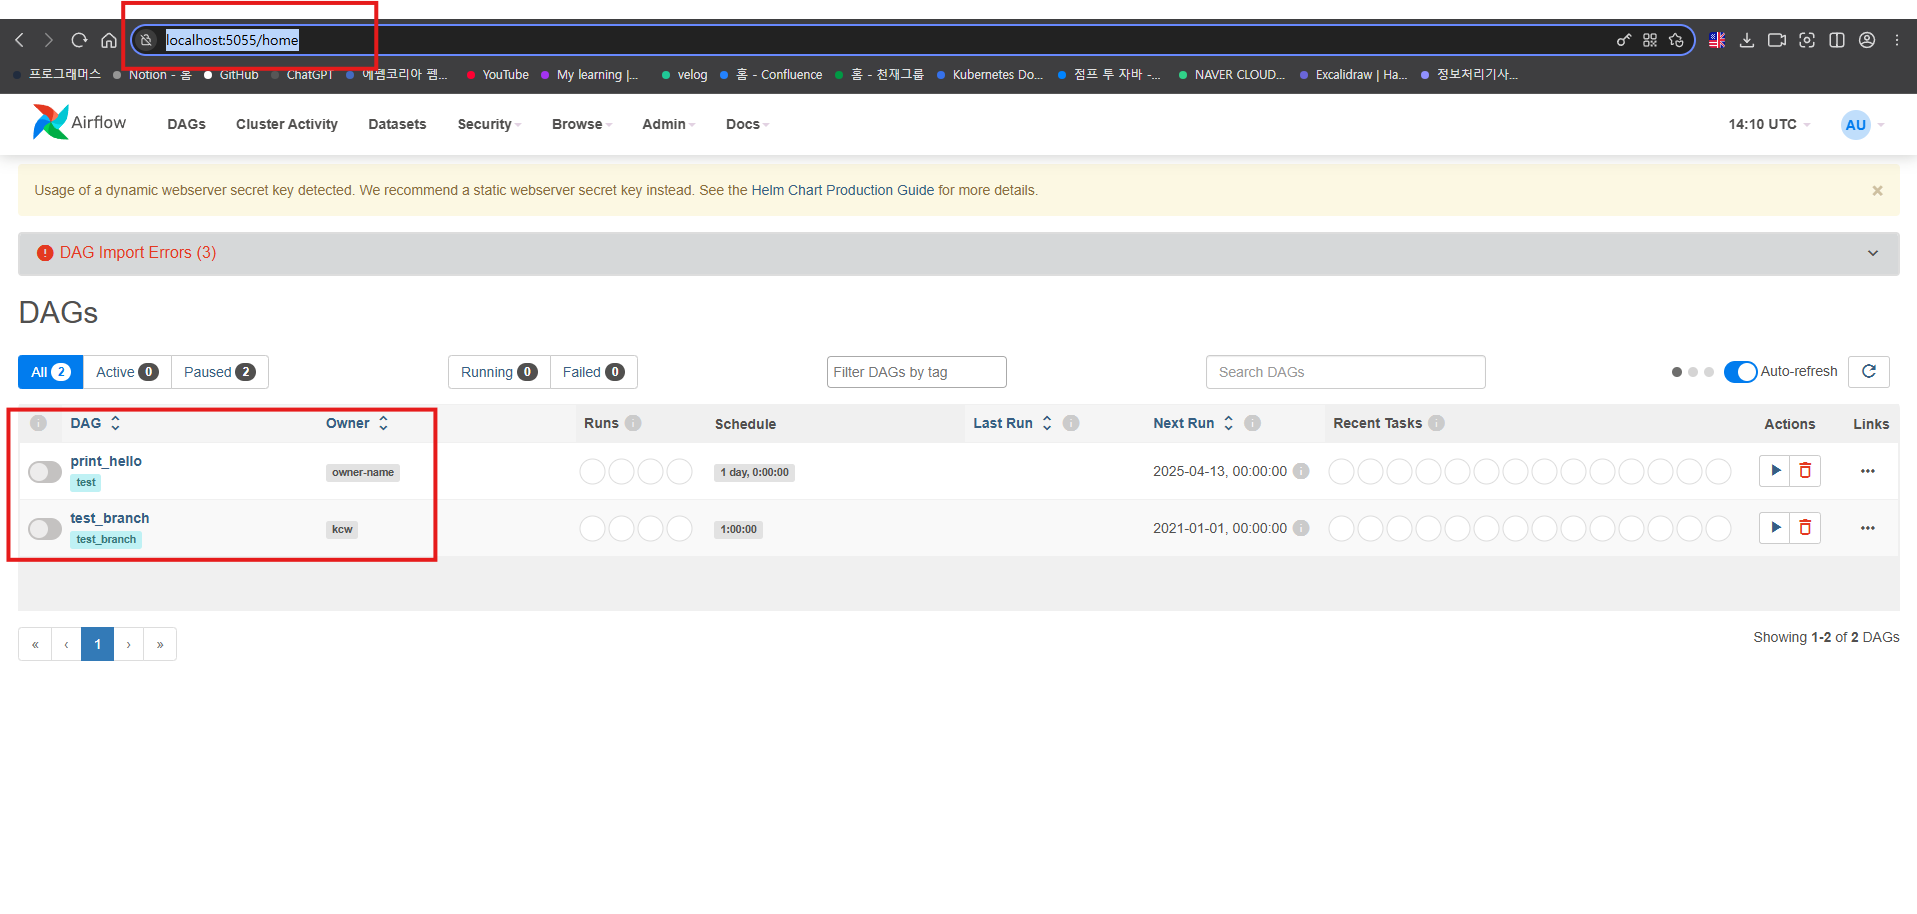 localhost:5055/home
프로그래머스 Notion - 홈 GitHub ChatGPT 에쎔코리아 펨... YouTube My learning |... velog 홈 - Confluence 홈 - 천재그룹 Kubernetes Do... 점프 투 자바 -... NAVER CLOUD... Excalidraw | Ha... 정보처리기사...
Airflow DAGs Cluster Activity Datasets Security Browse Admin Docs 14:10 UTC AU
Usage of a dynamic webserver secret key detected. We recommend a static webserver secret key instead. See the Helm Chart Production Guide for more details. ×
DAG Import Errors (3)
DAGs
All 2 Active 0 Paused 2 Running 0 Failed 0 Filter DAGs by tag Search DAGs Auto-refresh
DAG Owner Runs Schedule Last Run Next Run Recent Tasks Actions Links
print_hello owner-name 1 day, 0:00:00 2025-04-13, 00:00:00
test
test_branch kcw 1:00:00 2021-01-01, 00:00:00
test_branch
« ‹ 1 › » Showing 1-2 of 2 DAGs